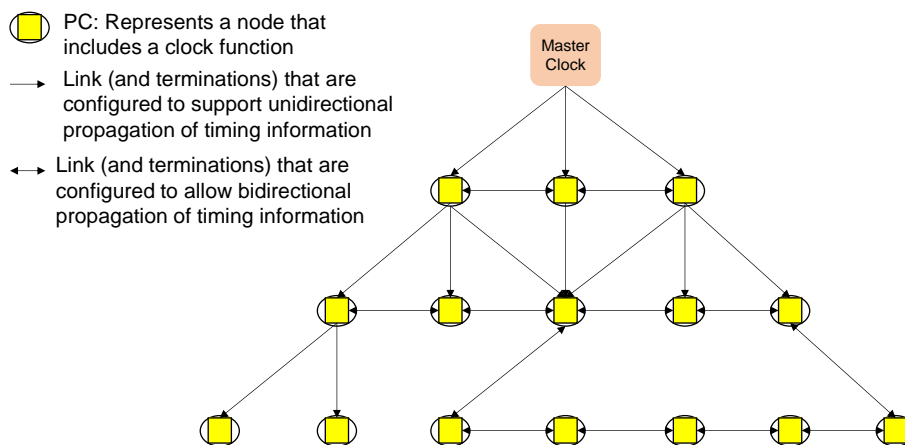 PC: Represents a node that
includes a clock function
Link (and terminations) that are
configured to support unidirectional
propagation of timing information
Link (and terminations) that are
configured to allow bidirectional
propagation of timing information
Master
Clock